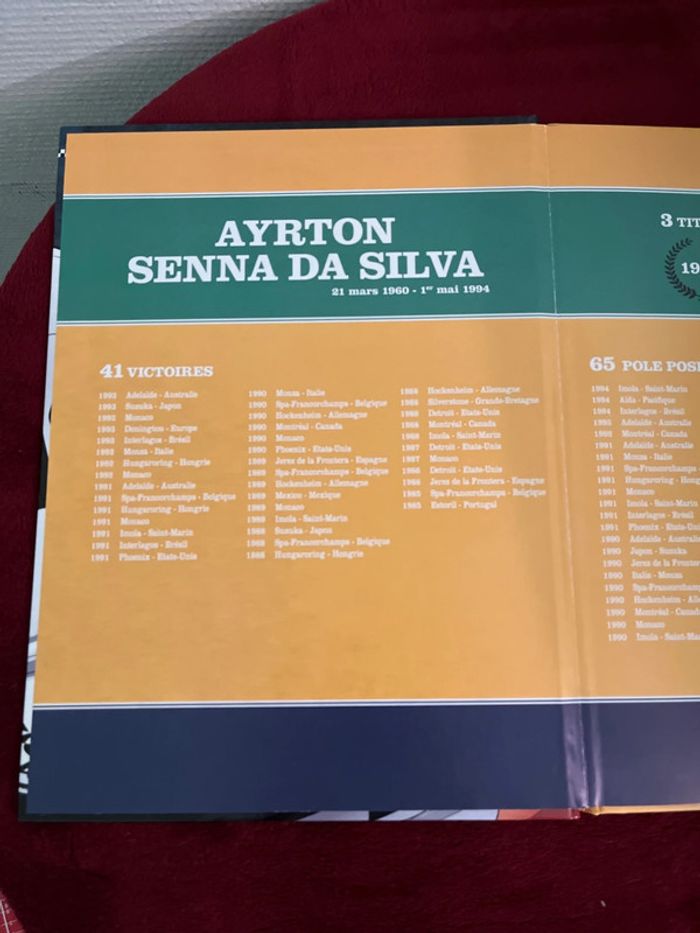 AYRTON
SENNA DA SILVA
21 mars 1960 - 1er mai 1994
41 VICTOIRES
1993 Adelaide - Australie
1993 Suzuka - Japon
1993 Monaco
1993 Donington - Europe
1993 Interlagos - Brésil
1992 Monza - Italie
1992 Hungaroring - Hongrie
1992 Monaco
1991 Adelaide - Australie
1991 Spa-Francorchamps - Belgique
1991 Hungaroring - Hongrie
1991 Monaco
1991 Imola - Saint-Marin
1991 Interlagos - Brésil
1991 Phoenix - Etats-Unis
1990 Monza - Italie
1990 Spa-Francorchamps - Belgique
1990 Hockenheim - Allemagne
1990 Montréal - Canada
1990 Monaco
1990 Phoenix - Etats-Unis
1989 Jerez de la Frontera - Espagne
1989 Spa-Francorchamps - Belgique
1989 Hockenheim - Allemagne
1989 Mexico - Mexique
1989 Monaco
1989 Imola - Saint-Marin
1988 Suzuka - Japon
1988 Spa-Francorchamps - Belgique
1988 Hungaroring - Hongrie
1988 Hockenheim - Allemagne
1988 Silverstone - Grande-Bretagne
1988 Detroit - Etats-Unis
1988 Montréal - Canada
1988 Imola - Saint-Marin
1987 Detroit - Etats-Unis
1987 Monaco
1986 Detroit - Etats-Unis
1986 Jerez de la Frontera - Espagne
1985 Spa-Francorchamps - Belgique
1985 Estoril - Portugal
3 TIT
19
65 POLE POSI
1994 Imola - Saint-Marin
1994 Aida - Pacifique
1994 Interlagos - Brésil
1993 Adelaide - Australie
1992 Montréal - Canada
1991 Adelaide - Australie
1991 Monza - Italie
1991 Spa-Francorchamps
1991 Hungaroring - Hong
1991 Monaco
1991 Imola - Saint-Marin
1991 Interlagos - Brésil
1991 Phoenix - Etats-Uni
1990 Adelaide - Australi
1990 Japon - Suzuka
1990 Jerez de la Fronter
1990 Italie - Monza
1990 Spa-Francorchamp
1990 Hockenheim - All
1990 Montréal - Canad
1990 Monaco
1990 Imola - Saint-Ma